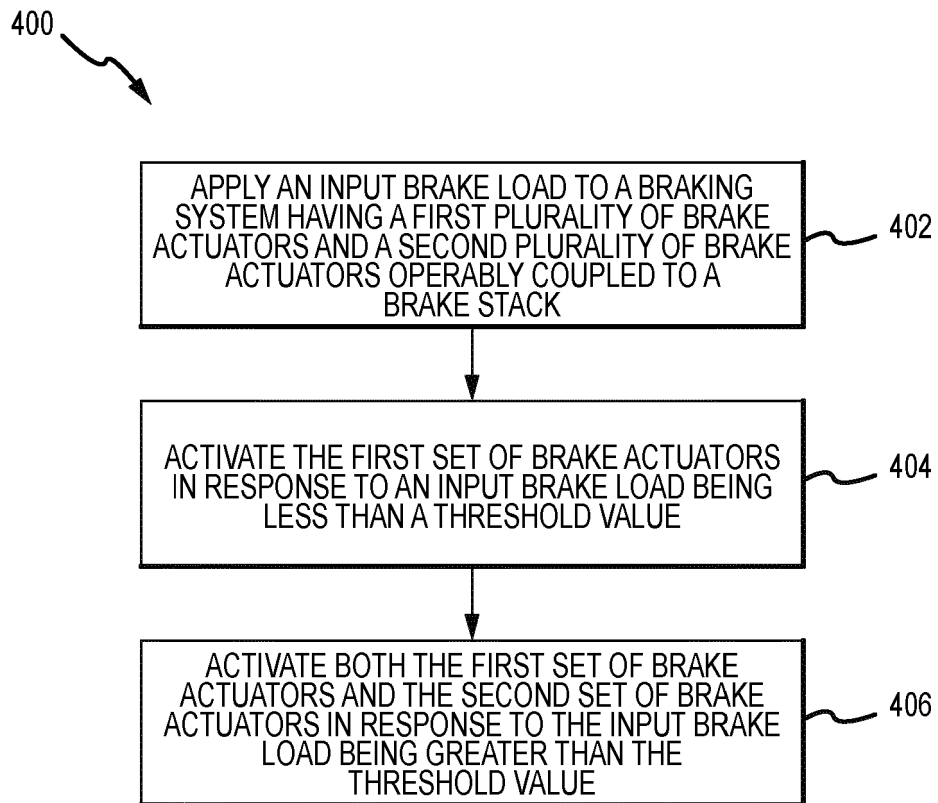 400
APPLY AN INPUT BRAKE LOAD TO A BRAKING
SYSTEM HAVING A FIRST PLURALITY OF BRAKE
ACTUATORS AND A SECOND PLURALITY OF BRAKE
ACTUATORS OPERABLY COUPLED TO A
BRAKE STACK
402
ACTIVATE THE FIRST SET OF BRAKE ACTUATORS
IN RESPONSE TO AN INPUT BRAKE LOAD BEING
LESS THAN A THRESHOLD VALUE
404
ACTIVATE BOTH THE FIRST SET OF BRAKE
ACTUATORS AND THE SECOND SET OF BRAKE
ACTUATORS IN RESPONSE TO THE INPUT BRAKE
LOAD BEING GREATER THAN THE
THRESHOLD VALUE
406